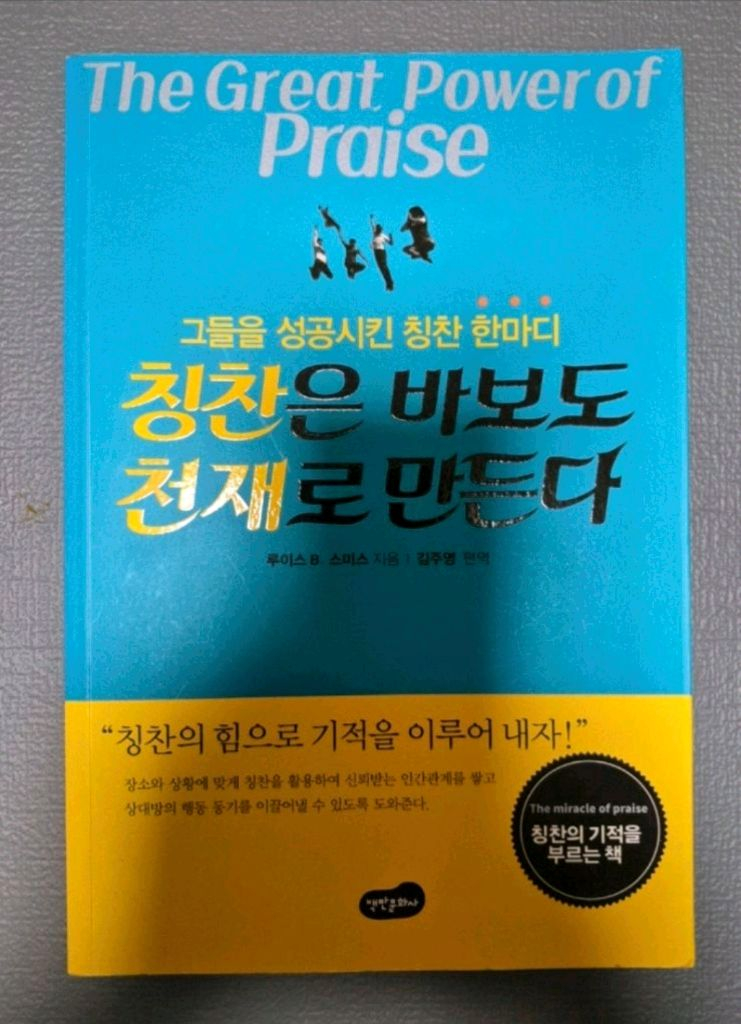 The Great Power of
Praise
그들을 성공시킨 칭찬 한마디
칭찬은 바보도
천재로 만든다
루이스 B. 스미스 지음 | 김주영 편역
“칭찬의 힘으로 기적을 이루어 내자!”
장소와 상황에 맞게 칭찬을 활용하여 신뢰받는 인간관계를 쌓고
상대방의 행동 동기를 이끌어낼 수 있도록 도와준다.
The miracle of praise
칭찬의 기적을
부르는 책
백만문화사